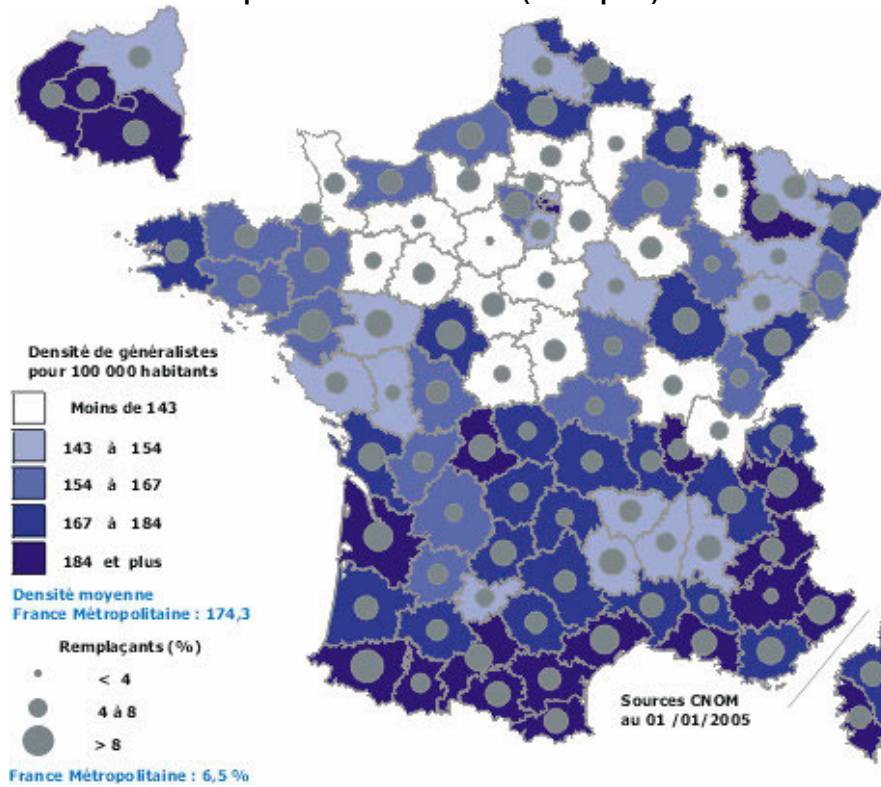 Densité de généralistes
pour 100 000 habitants
Moins de 143
143 à 154
154 à 167
167 à 184
184 et plus
Densité moyenne
France Métropolitaine : 174,3
Remplaçants (%)
< 4
4 à 8
> 8
France Métropolitaine : 6,5 %
Sources CNOM
au 01 /01/2005